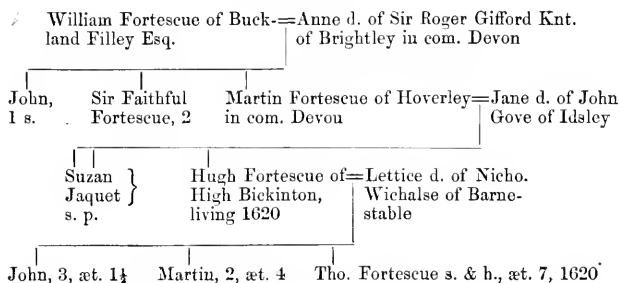 William Fortescue of Buck-=Anne d. of Sir Roger Gifford Knt.
land Filley Esq. of Brightley in com. Devon
John, Sir Faithful Martin Fortescue of Hoverley=Jane d. of John
1 s. Fortescue, 2 in com. Devou Gove of Idsley
Suzan Hugh Fortescue of=Lettice d. of Nicho.
Jaquet High Bickinton, Wichalse of Barne-
s. p. living 1620 stable
John, 3, æt. 1½ Martin, 2, æt. 4 Tho. Fortescue s. & h., æt. 7, 1620